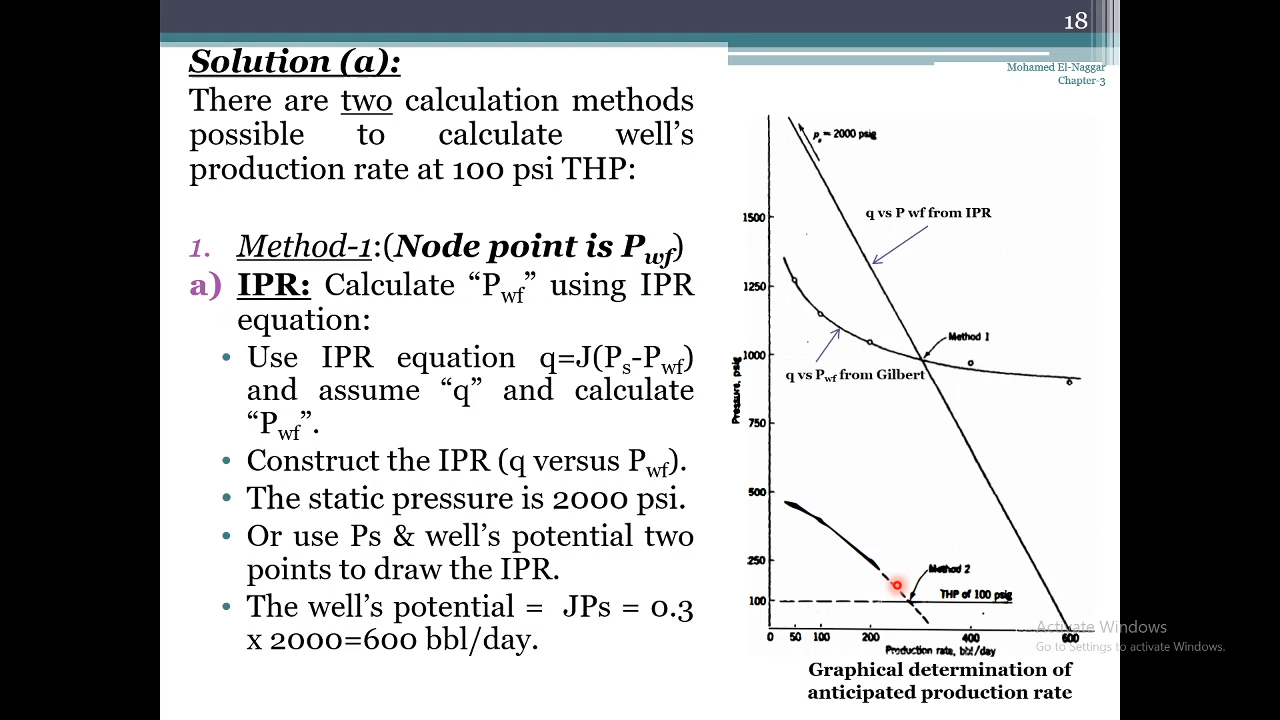 18
Mohamed El-Naggar
Chapter-3
Solution (a):
There are two calculation methods
possible to calculate well's
production rate at 100 psi THP:
1. Method-1:(Node point is Pwf)
a) IPR: Calculate “Pwf” using IPR
equation:
• Use IPR equation q=J(Ps-Pwf)
and assume “q” and calculate
“Pwf”.
• Construct the IPR (q versus Pwf).
• The static pressure is 2000 psi.
• Or use Ps & well's potential two
points to draw the IPR.
• The well's potential = JPs = 0.3
x 2000=600 bbl/day.
Ps = 2000 psig
q vs P wf from IPR
Method 1
q vs Pwf from Gilbert
Method 2
THP of 100 psig
Pressure, psig
1500
1250
1000
750
500
250
100
0
0 50 100 200 400 600
Production rate, bbl/day
Graphical determination of
anticipated production rate
Activate Windows
Go to Settings to activate Windows.